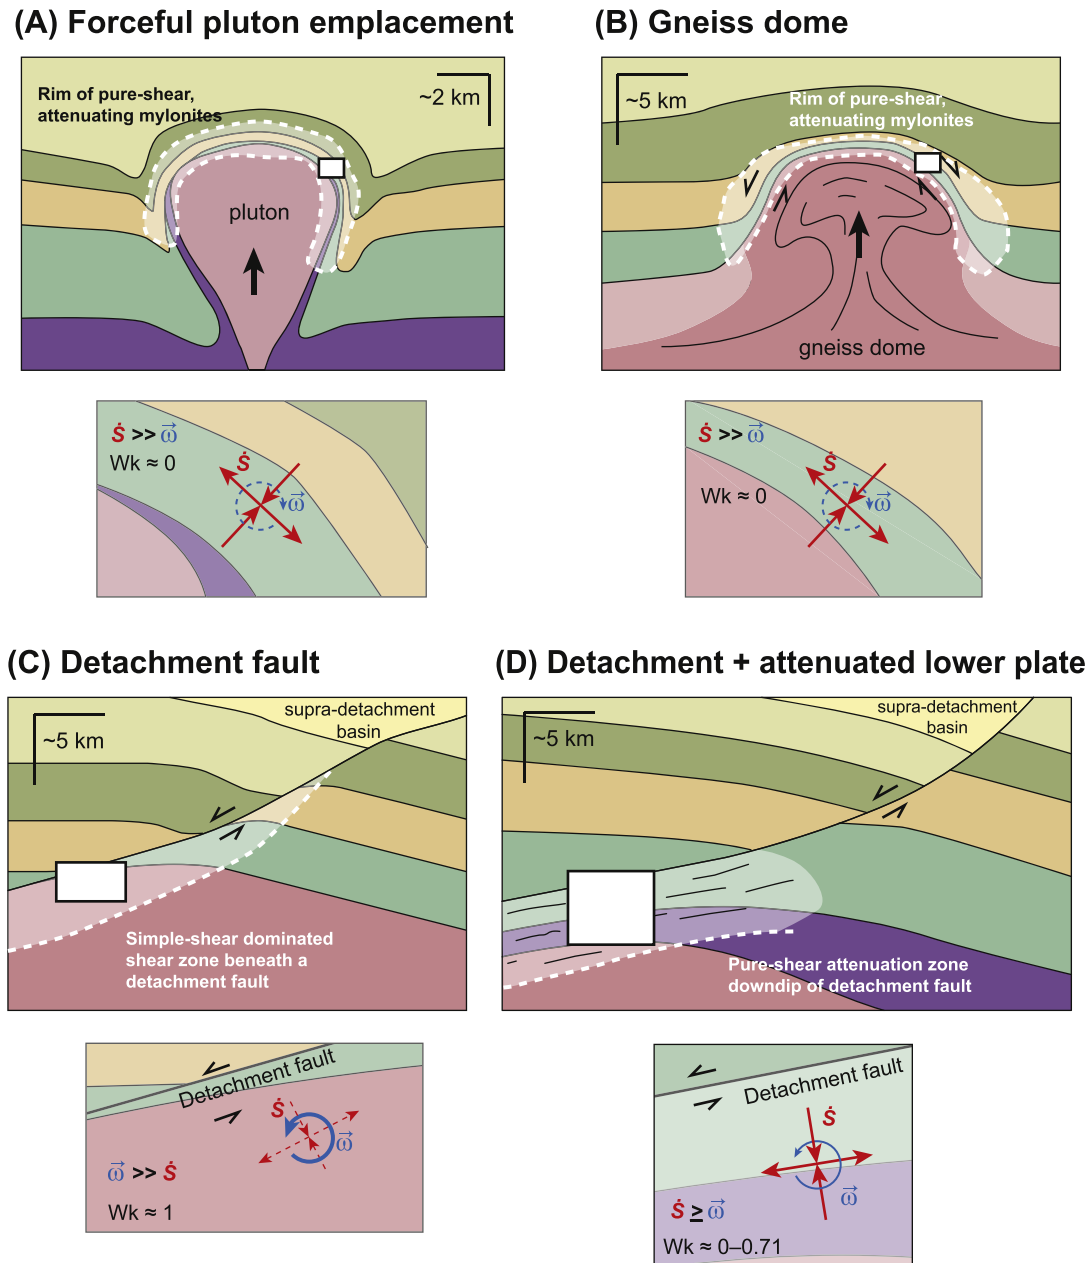 (A) Forceful pluton emplacement
Rim of pure-shear,
attenuating mylonites
~2 km
pluton
Ṡ >> ω⃗
Wk ≈ 0
Ṡ
ω⃗
(B) Gneiss dome
~5 km
Rim of pure-shear,
attenuating mylonites
gneiss dome
Ṡ >> ω⃗
Wk ≈ 0
Ṡ
ω⃗
(C) Detachment fault
~5 km
supra-detachment
basin
Simple-shear dominated
shear zone beneath a
detachment fault
Detachment fault
Ṡ
ω⃗
ω⃗ >> Ṡ
Wk ≈ 1
(D) Detachment + attenuated lower plate
~5 km
supra-detachment
basin
Pure-shear attenuation zone
downdip of detachment fault
Detachment fault
Ṡ
ω⃗
Ṡ ≥ ω⃗
Wk ≈ 0–0.71